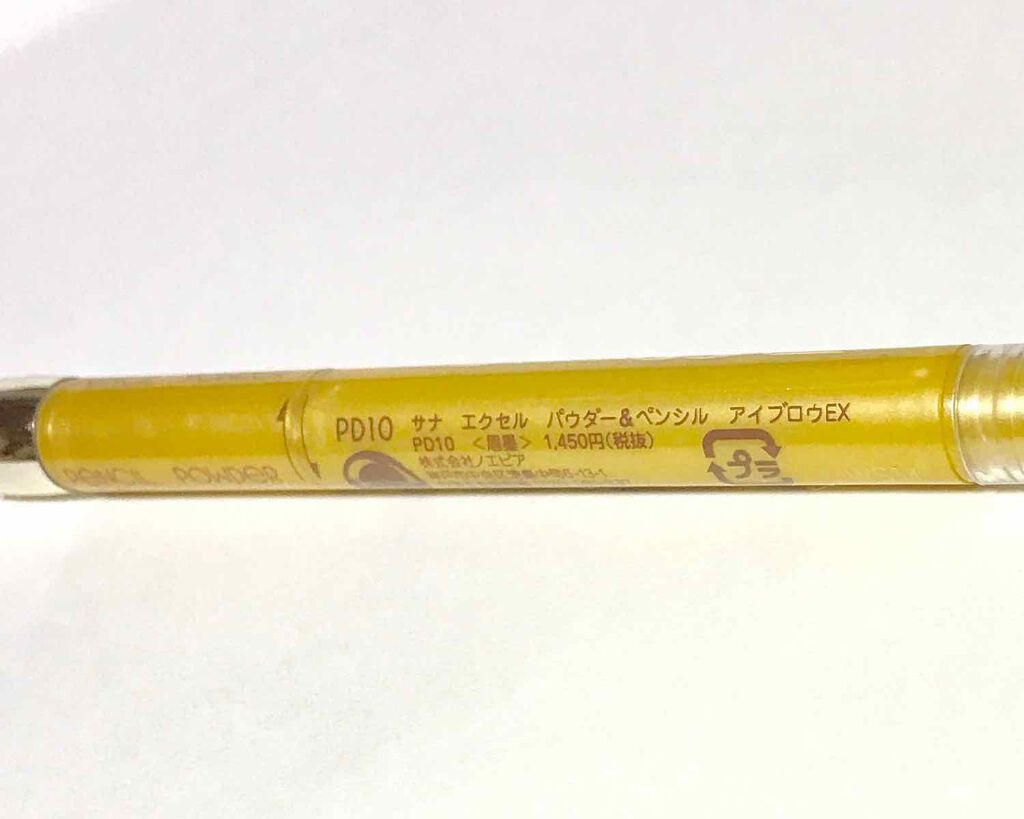 PENCIL POWDER
PD10
サナ エクセル パウダー&ペンシル アイブロウEX
PD10 <眉墨> 1,450円(税抜)
株式会社ノエビア
プラ